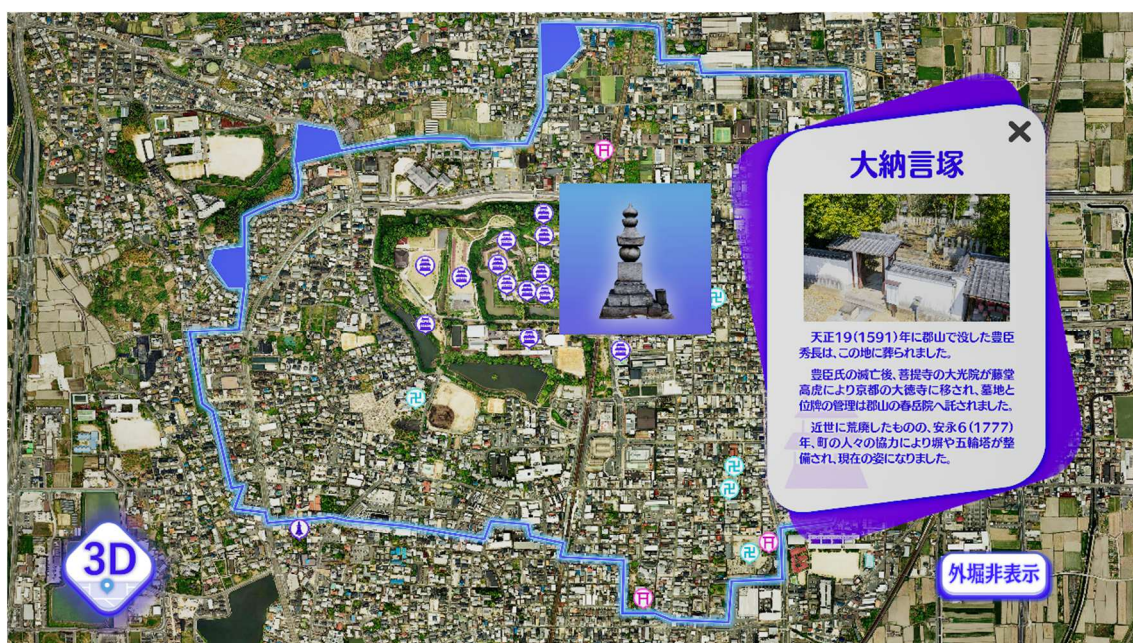 大納言塚
天正19(1591)年に郡山で没した豊臣
秀長は、この地に葬られました。
豊臣氏の滅亡後、菩提寺の大光院が藤堂
高虎により京都の大徳寺に移され、墓地と
位牌の管理は郡山の春岳院へ託されました。
近世に荒廃したものの、安永6(1777)
年、町の人々の協力により塀や五輪塔が整
備され、現在の姿になりました。
3D
外堀非表示